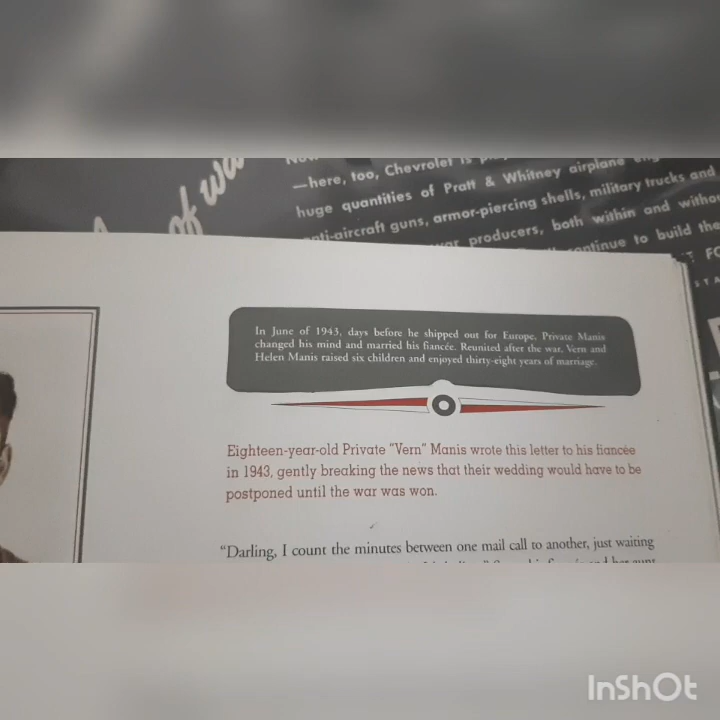 of
—here, too, Chevrolet is
huge quantities of Pratt & Whitney airplane
anti-aircraft guns, armor-piercing shells, military trucks and
producers, both within and
continue to build the
In June of 1943, days before he shipped out for Europe, Private Manis
changed his mind and married his fiancée. Reunited after the war, Vern and
Helen Manis raised six children and enjoyed thirty-eight years of marriage.
Eighteen-year-old Private "Vern" Manis wrote this letter to his fiancée
in 1943, gently breaking the news that their wedding would have to be
postponed until the war was won.
"Darling, I count the minutes between one mail call to another, just waiting
InShOt